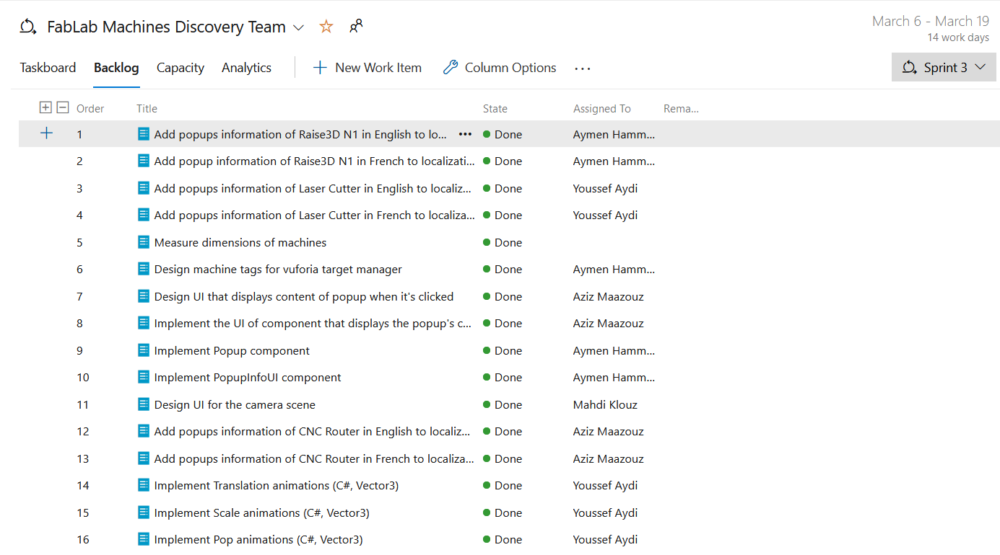 FabLab Machines Discovery Team
March 6 - March 19
14 work days
Taskboard Backlog Capacity Analytics New Work Item Column Options ... Sprint 3
Order Title State Assigned To Rema...
1 Add popups information of Raise3D N1 in English to lo... ••• Done Aymen Hamm...
2 Add popup information of Raise3D N1 in French to localizati... Done Aymen Hamm...
3 Add popups information of Laser Cutter in English to localiz... Done Youssef Aydi
4 Add popups information of Laser Cutter in French to localiza... Done Youssef Aydi
5 Measure dimensions of machines Done
6 Design machine tags for vuforia target manager Done Aymen Hamm...
7 Design UI that displays content of popup when it's clicked Done Aziz Maazouz
8 Implement the UI of component that displays the popup's c... Done Aziz Maazouz
9 Implement Popup component Done Aymen Hamm...
10 Implement PopupInfoUI component Done Aymen Hamm...
11 Design UI for the camera scene Done Mahdi Klouz
12 Add popups information of CNC Router in English to localiz... Done Aziz Maazouz
13 Add popups information of CNC Router in French to localiza... Done Aziz Maazouz
14 Implement Translation animations (C#, Vector3) Done Youssef Aydi
15 Implement Scale animations (C#, Vector3) Done Youssef Aydi
16 Implement Pop animations (C#, Vector3) Done Youssef Aydi